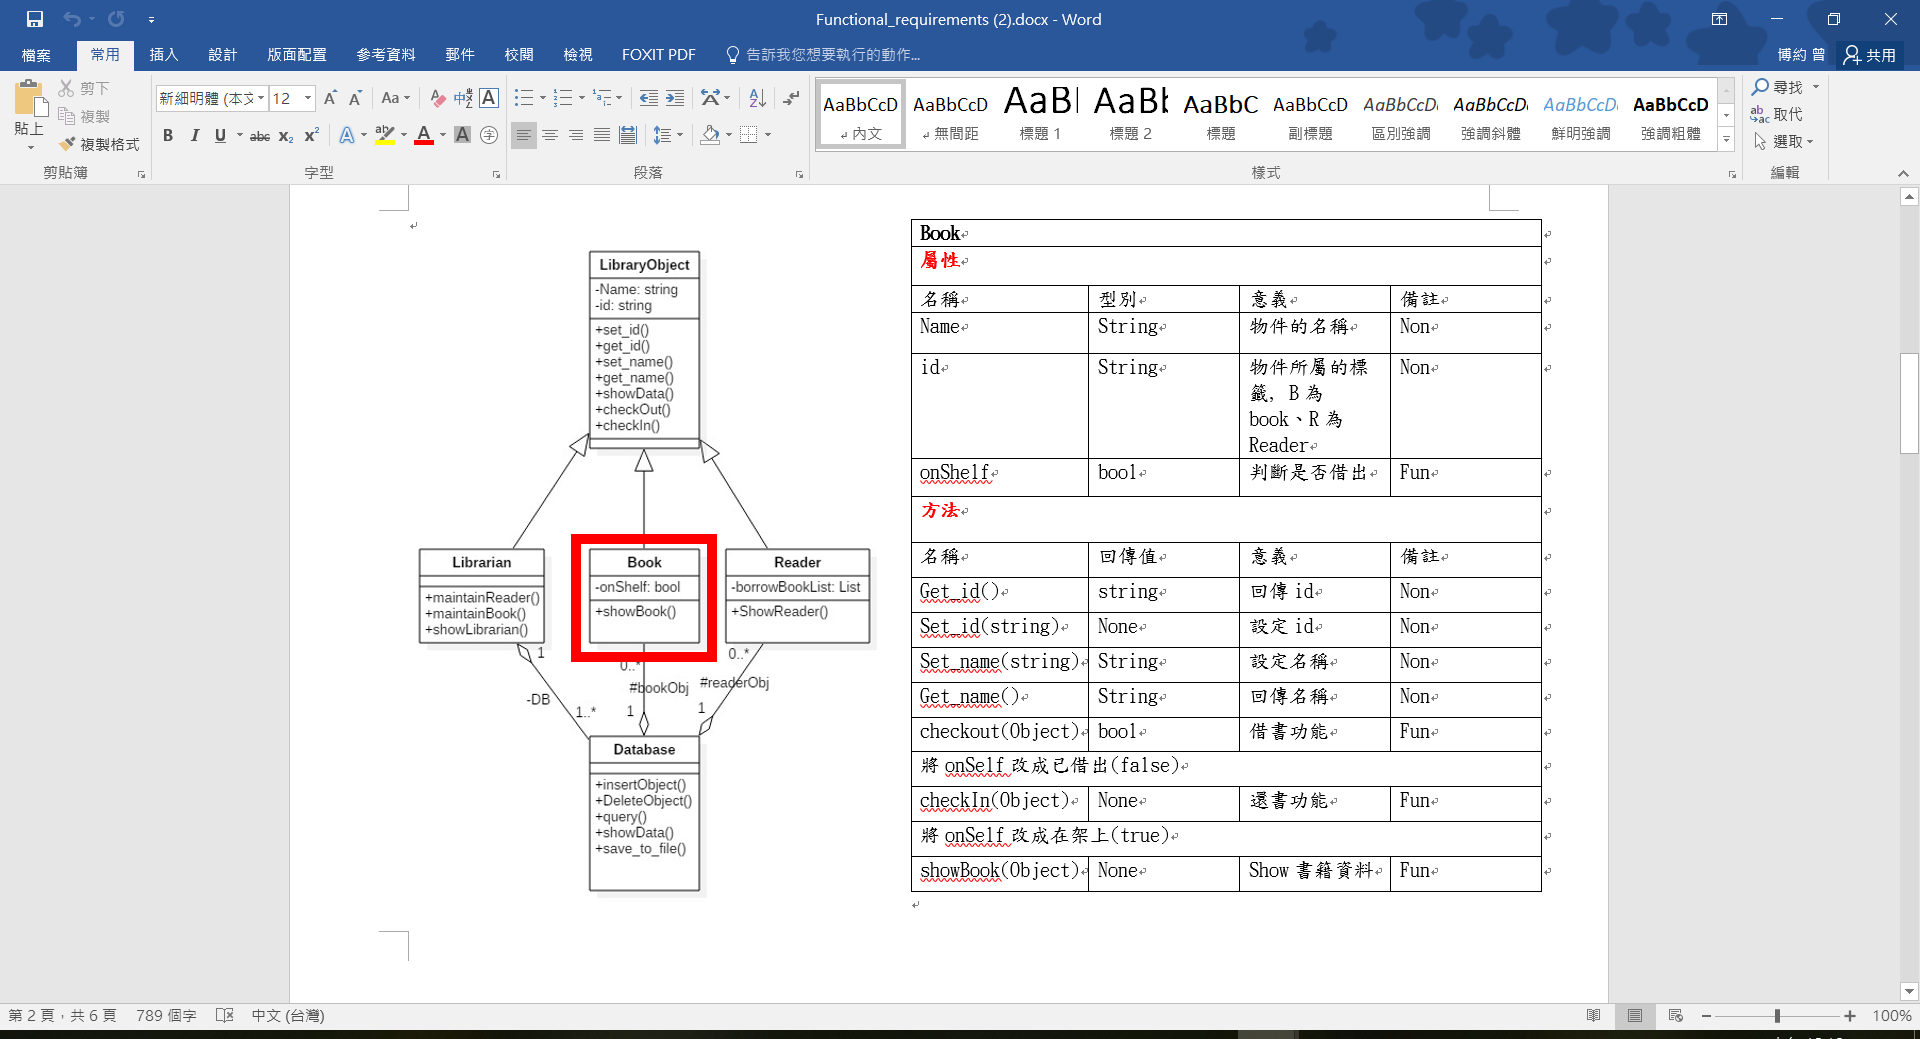 Functional_requirements (2).docx - Word
檔案 常用 插入 設計 版面配置 參考資料 郵件 校閱 檢視 FOXIT PDF 告訴我您想要執行的動作... 博約 曾 共用
貼上
剪下
複製
複製格式
剪貼簿
新細明體 (本文 12
字型
段落
AaBbCcD 內文
AaBbCcD 無間距
AaBl 標題 1
AaBl 標題 2
AaBbC 標題
AaBbCcD 副標題
AaBbCcDi 區別強調
AaBbCcDi 強調斜體
AaBbCcDi 鮮明強調
AaBbCcD 強調粗體
樣式
尋找
取代
選取
編輯
LibraryObject
-Name: string
-id: string
+set_id()
+get_id()
+set_name()
+get_name()
+showData()
+checkOut()
+checkIn()
Librarian
+maintainReader()
+maintainBook()
+showLibrarian()
Book
-onShelf: bool
+showBook()
Reader
-borrowBookList: List
+ShowReader()
1
0..*
0..*
#bookObj
#readerObj
-DB
1..*
1
1
Database
+insertObject()
+DeleteObject()
+query()
+showData()
+save_to_file()
Book
屬性
名稱 型別 意義 備註
Name String 物件的名稱 Non
id String 物件所屬的標籤, B 為 book、R 為 Reader Non
onShelf bool 判斷是否借出 Fun
方法
名稱 回傳值 意義 備註
Get_id() string 回傳 id Non
Set_id(string) None 設定 id Non
Set_name(string) String 設定名稱 Non
Get_name() String 回傳名稱 Non
checkout(Object) bool 借書功能 Fun
將 onSelf 改成已借出(false)
checkIn(Object) None 還書功能 Fun
將 onSelf 改成在架上(true)
showBook(Object) None Show 書籍資料 Fun
第 2 頁，共 6 頁 789 個字 中文 (台灣) 100%